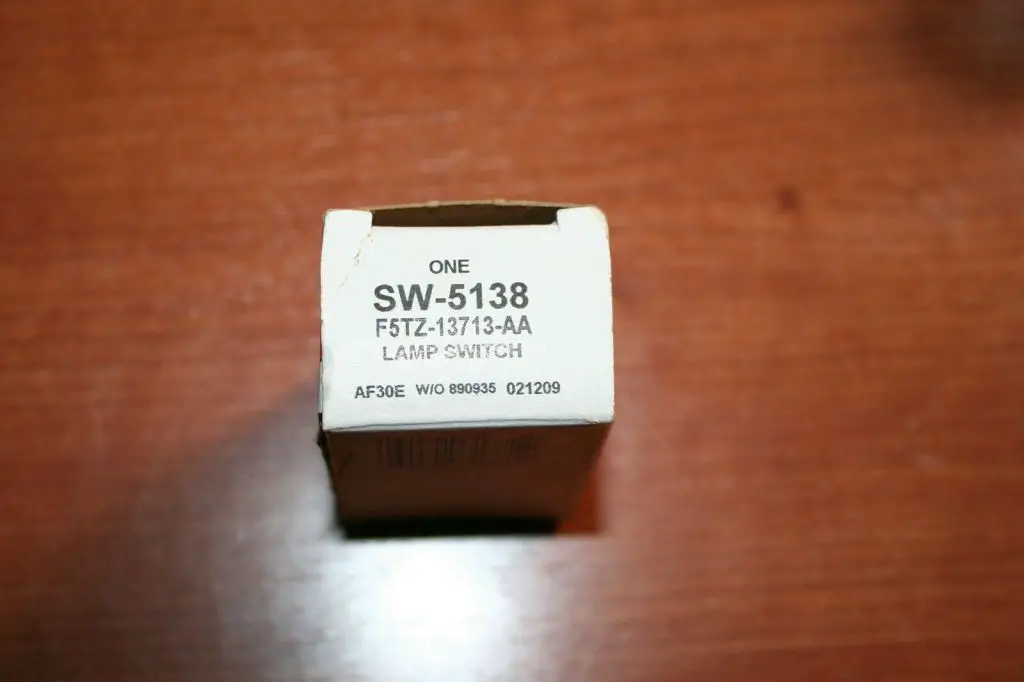 ONE
SW-5138
F5TZ-13713-AA
LAMP SWITCH
AF30E W/O 890935 021209